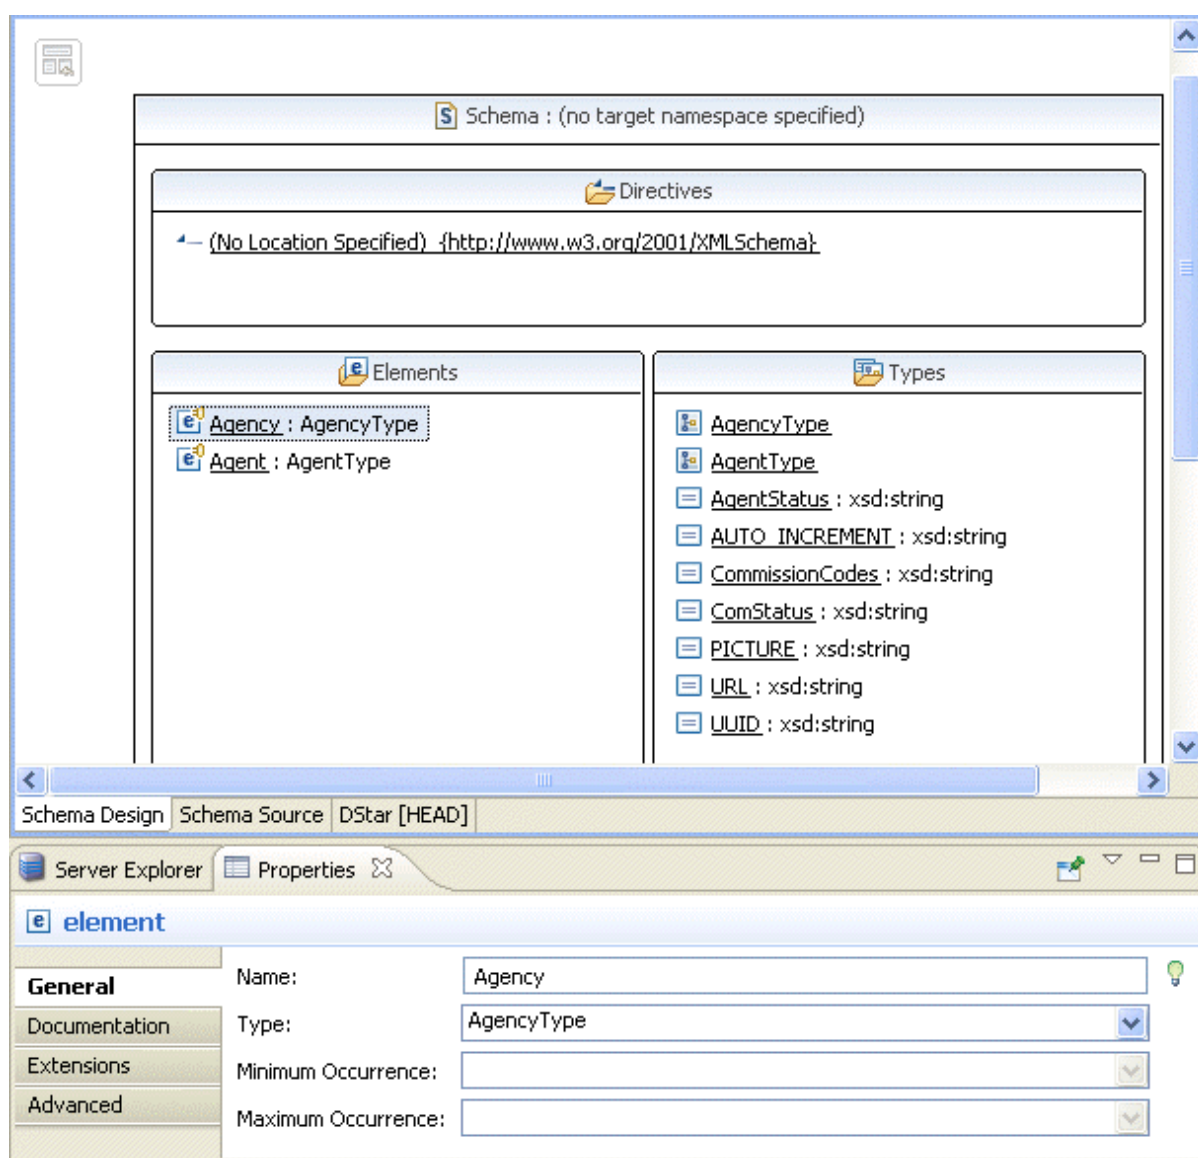 Schema : (no target namespace specified)
Directives
(No Location Specified) {http://www.w3.org/2001/XMLSchema}
Elements
Agency : AgencyType
Agent : AgentType
Types
AgencyType
AgentType
AgentStatus : xsd:string
AUTO_INCREMENT : xsd:string
CommissionCodes : xsd:string
ComStatus : xsd:string
PICTURE : xsd:string
URL : xsd:string
UUID : xsd:string
Schema Design Schema Source DStar [HEAD]
Server Explorer Properties
element
General
Documentation
Extensions
Advanced
Name: Agency
Type: AgencyType
Minimum Occurrence:
Maximum Occurrence: